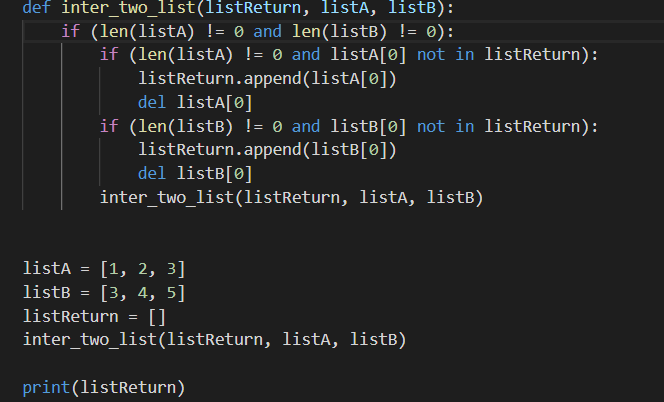 def inter_two_list(listReturn, listA, listB):
    if (len(listA) != 0 and len(listB) != 0):
        if (len(listA) != 0 and listA[0] not in listReturn):
            listReturn.append(listA[0])
            del listA[0]
        if (len(listB) != 0 and listB[0] not in listReturn):
            listReturn.append(listB[0])
            del listB[0]
        inter_two_list(listReturn, listA, listB)
listA = [1, 2, 3]
listB = [3, 4, 5]
listReturn = []
inter_two_list(listReturn, listA, listB)
print(listReturn)